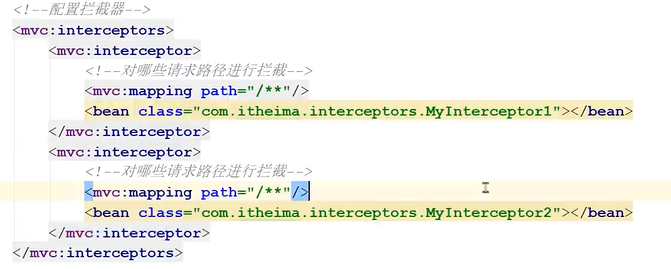 <!--配置拦截器-->
<mvc:interceptors>
<mvc:interceptor>
<!--对哪些请求路径进行拦截-->
<mvc:mapping path="/**"/>
<bean class="com.itheima.interceptors.MyInterceptor1"></bean>
</mvc:interceptor>
<mvc:interceptor>
<!--对哪些请求路径进行拦截-->
<mvc:mapping path="/**"/>
<bean class="com.itheima.interceptors.MyInterceptor2"></bean>
</mvc:interceptor>
</mvc:interceptors>